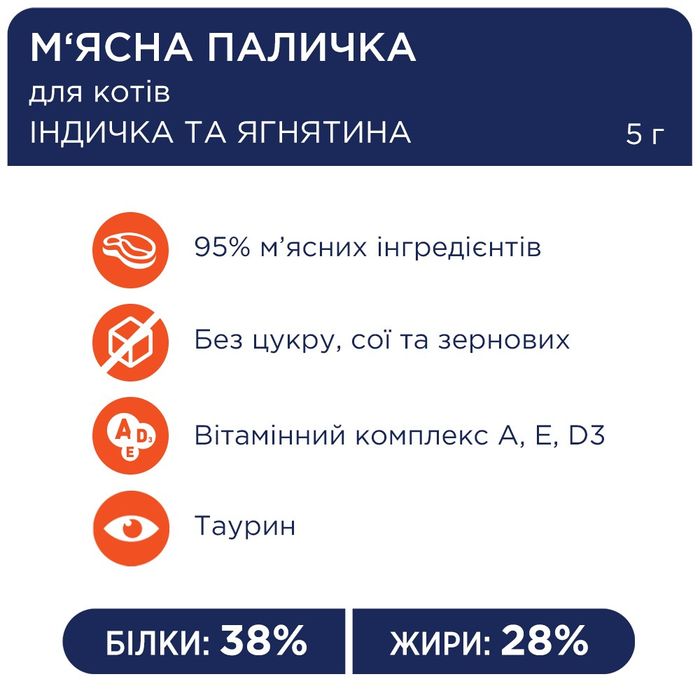 М‘ЯСНА ПАЛИЧКА
для котів
ІНДИЧКА ТА ЯГНЯТИНА 5 г
95% м’ясних інгредієнтів
Без цукру, сої та зернових
A D3 E
Вітамінний комплекс А, Е, D3
Таурин
БІЛКИ: 38% ЖИРИ: 28%